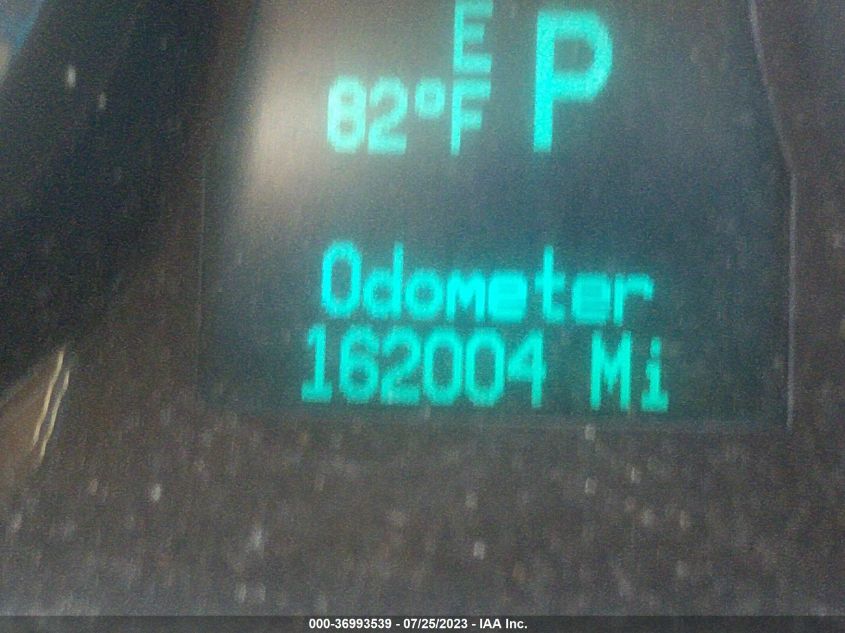 E
82°F P
Odometer
162004 Mi
000-36993539 - 07/25/2023 - IAA Inc.